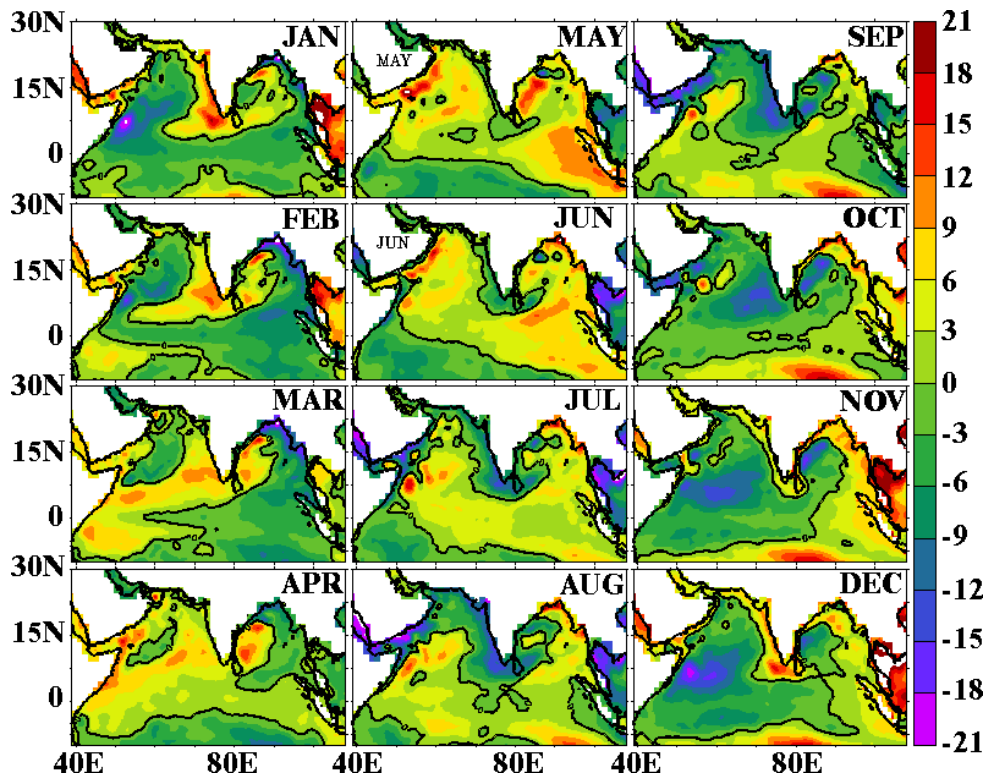 30N JAN MAY MAY SEP 21
18
15N 15
12
0 9
30N FEB JUN JUN OCT 6
15N 3
0 0
30N MAR JUL NOV -3
15N -6
0 -9
30N APR AUG DEC -12
15N -15
0 -18
-21
40E 80E 40E 80E 40E 80E